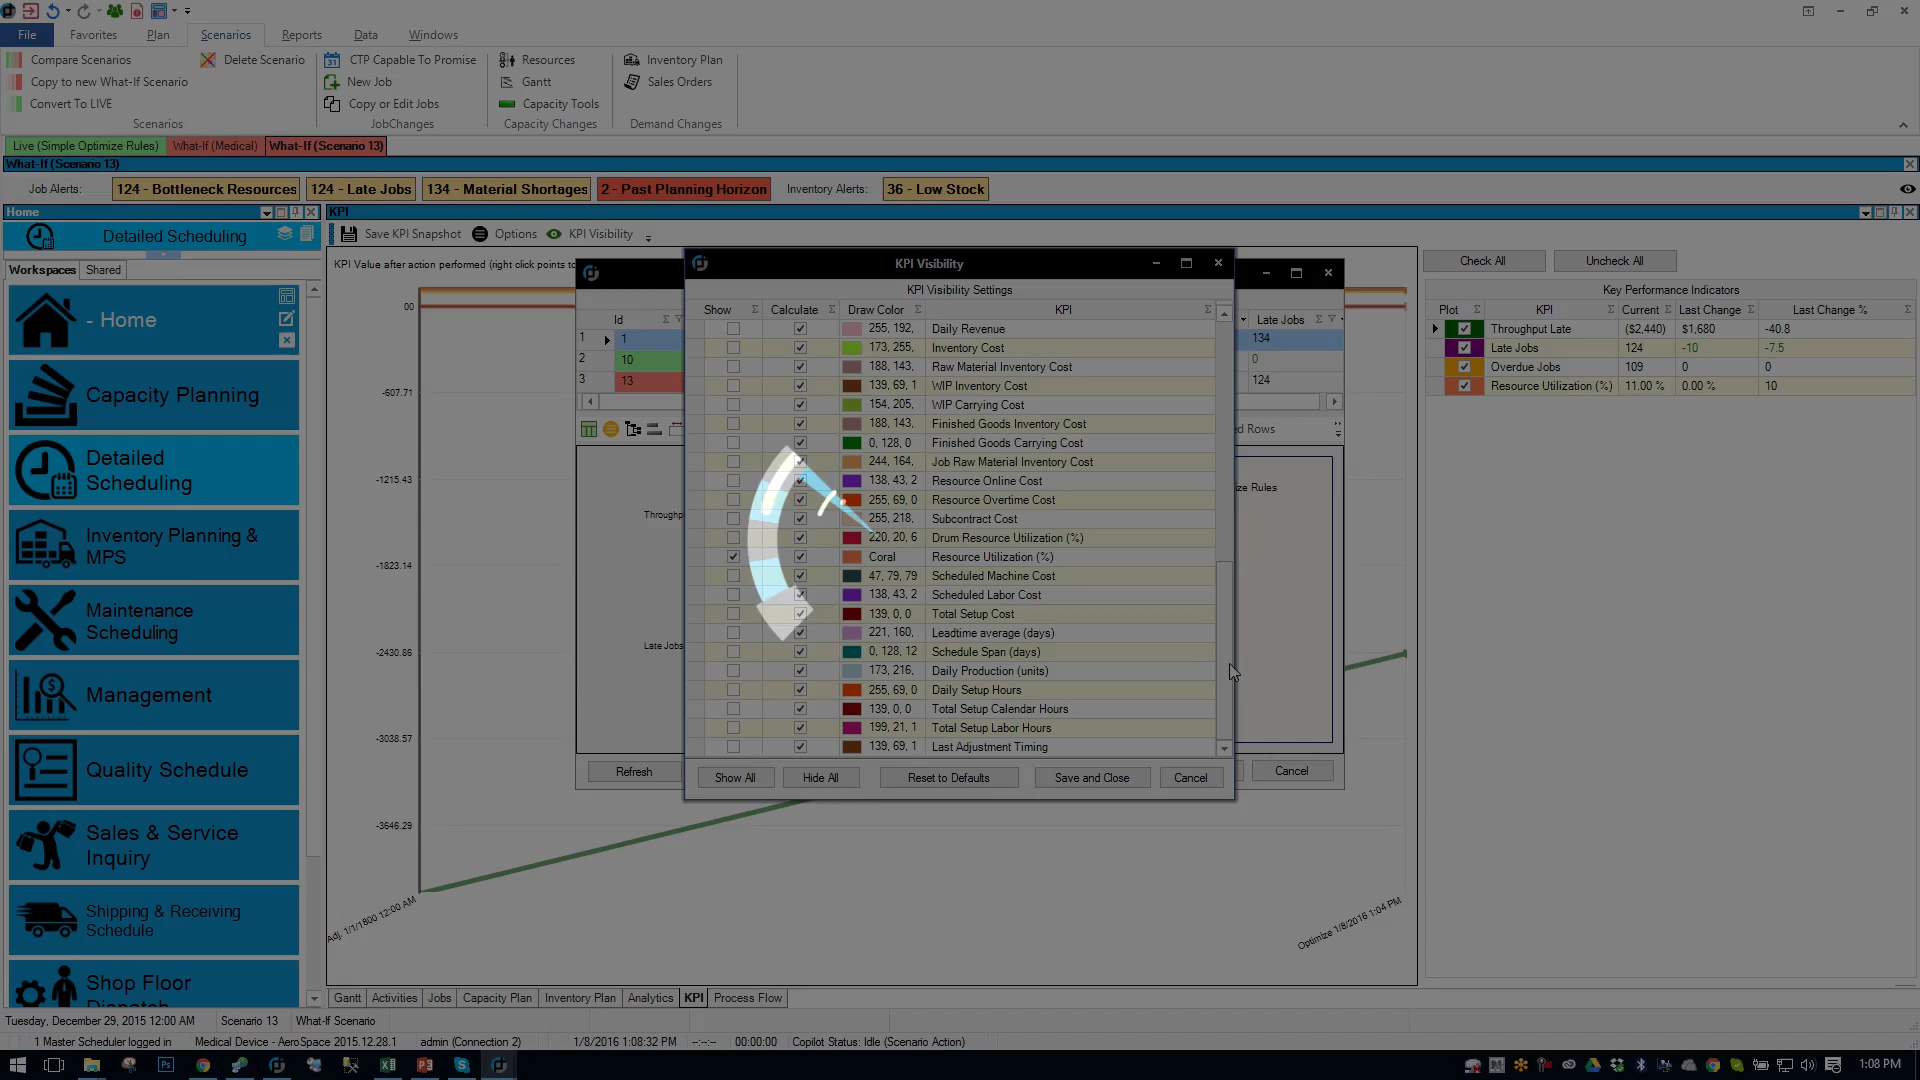 File Favorites Plan Scenarios Reports Data Windows
Compare Scenarios Delete Scenario CTP Capable To Promise Resources Inventory Plan
Copy to new What-If Scenario New Job Gantt Sales Orders
Convert To LIVE Copy or Edit Jobs Capacity Tools
Scenarios JobChanges Capacity Changes Demand Changes
Live (Simple Optimize Rules) What-If (Medical) What-If (Scenario 13)
What-If (Scenario 13)
Job Alerts: 124 - Bottleneck Resources 124 - Late Jobs 134 - Material Shortages 2 - Past Planning Horizon Inventory Alerts: 36 - Low Stock
Home
Detailed Scheduling
Workspaces Shared
- Home
Capacity Planning
Detailed
Scheduling
Inventory Planning &
MPS
Maintenance
Scheduling
Management
Quality Schedule
Sales & Service
Inquiry
Shipping & Receiving
Schedule
Shop Floor
Dispatch
KPI
Save KPI Snapshot Options KPI Visibility
KPI Value after action performed (right click points to
00
-607.71
-1215.43
-1823.14
-2430.86
-3038.57
-3646.29
Adj. 1/1/1800 12:00 AM
Optimize 1/8/2016 1:04 PM
Id Late Jobs
1 1 134
2 10 0
3 13 124
ed Rows
Throughp
Late Jobs
ize Rules
Refresh Cancel
KPI Visibility
KPI Visibility Settings
Show Calculate Draw Color KPI
255, 192, Daily Revenue
173, 255, Inventory Cost
188, 143, Raw Material Inventory Cost
139, 69, 1 WIP Inventory Cost
154, 205, WIP Carrying Cost
188, 143, Finished Goods Inventory Cost
0, 128, 0 Finished Goods Carrying Cost
244, 164, Job Raw Material Inventory Cost
138, 43, 2 Resource Online Cost
255, 69, 0 Resource Overtime Cost
255, 218, Subcontract Cost
220, 20, 6 Drum Resource Utilization (%)
Coral Resource Utilization (%)
47, 79, 79 Scheduled Machine Cost
138, 43, 2 Scheduled Labor Cost
139, 0, 0 Total Setup Cost
221, 160, Leadtime average (days)
0, 128, 12 Schedule Span (days)
173, 216, Daily Production (units)
255, 69, 0 Daily Setup Hours
139, 0, 0 Total Setup Calendar Hours
199, 21, 1 Total Setup Labor Hours
139, 69, 1 Last Adjustment Timing
Show All Hide All Reset to Defaults Save and Close Cancel
Check All Uncheck All
Key Performance Indicators
Plot KPI Current Last Change Last Change %
Throughput Late ($2,440) $1,680 -40.8
Late Jobs 124 -10 -7.5
Overdue Jobs 109 0 0
Resource Utilization (%) 11.00 % 0.00 % 10
Gantt Activities Jobs Capacity Plan Inventory Plan Analytics KPI Process Flow
Tuesday, December 29, 2015 12:00 AM Scenario 13 What-If Scenario
1 Master Scheduler logged in Medical Device - AeroSpace 2015.12.28.1 admin (Connection 2) 1/8/2016 1:08:32 PM --:--:-- 00:00:00 Copilot Status: Idle (Scenario Action)
1:08 PM